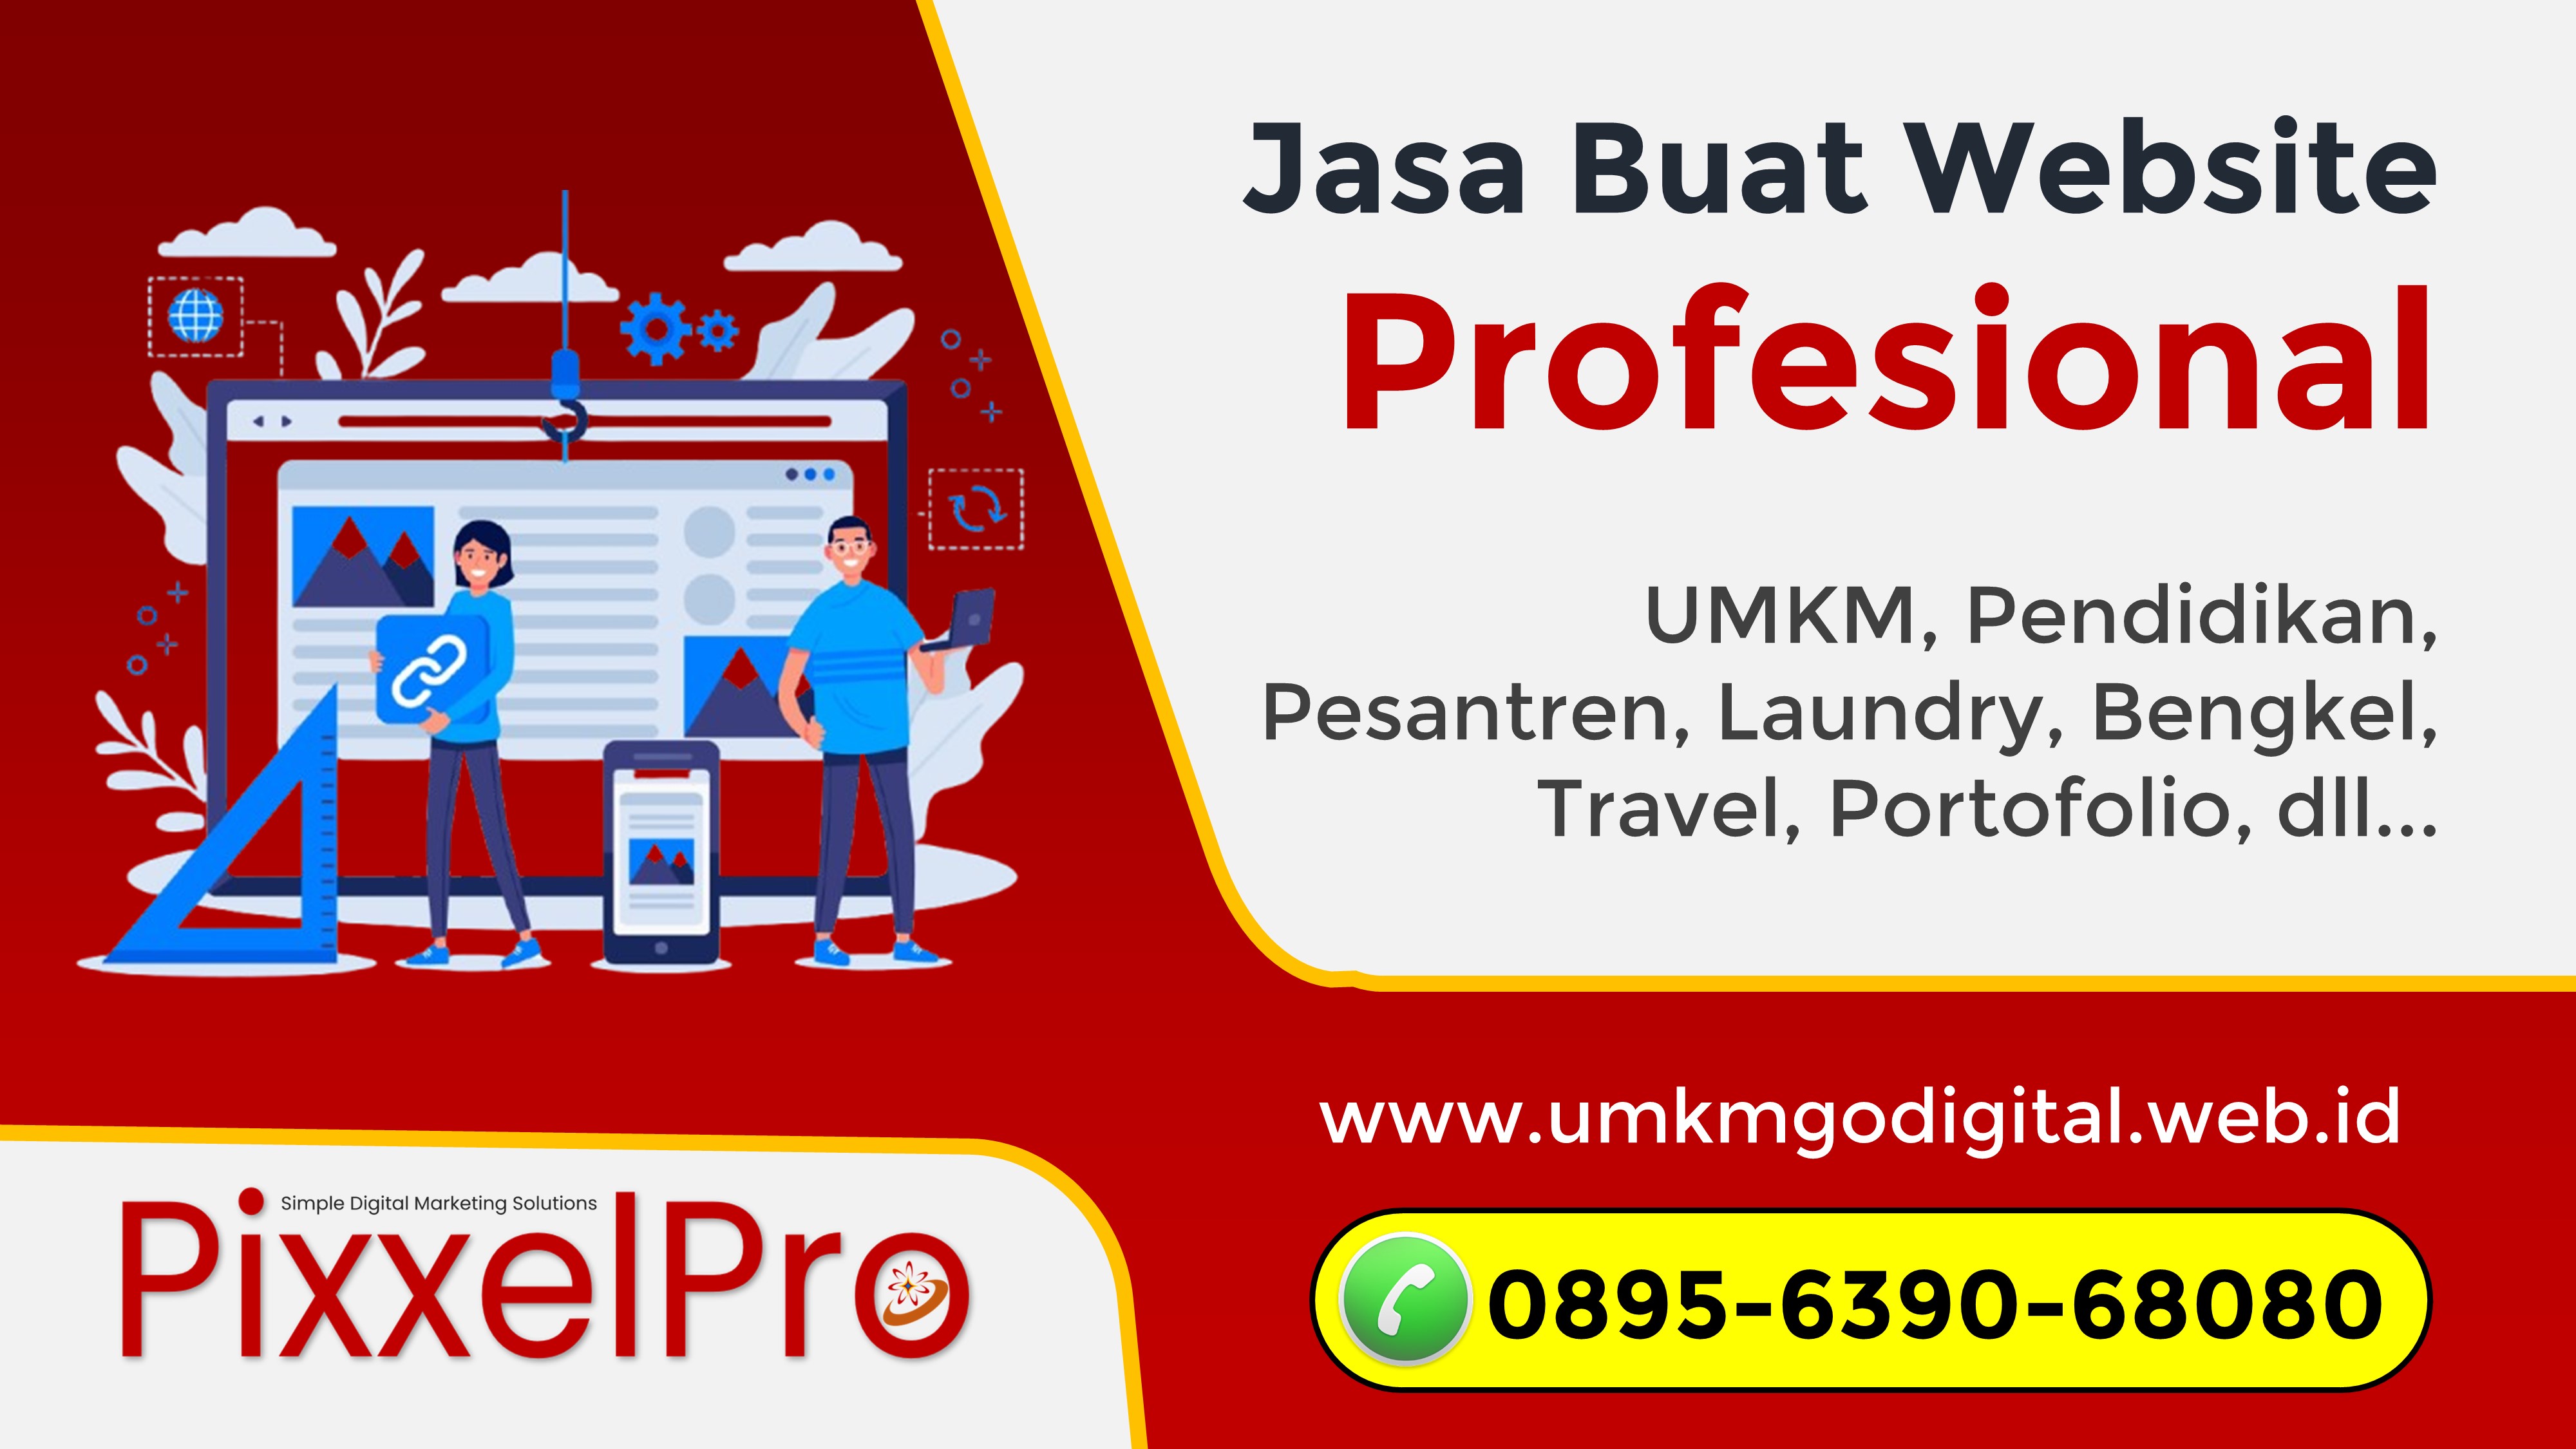 Jasa Buat Website
Profesional
UMKM, Pendidikan,
Pesantren, Laundry, Bengkel,
Travel, Portofolio, dll...
www.umkmgodigital.web.id
0895-6390-68080
Simple Digital Marketing Solutions
PixxelPro